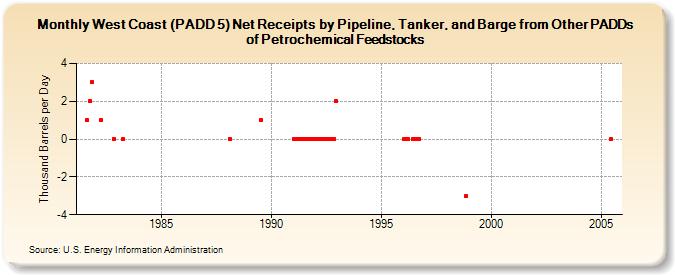 Monthly West Coast (PADD 5) Net Receipts by Pipeline, Tanker, and Barge from Other PADDs
of Petrochemical Feedstocks
Thousand Barrels per Day
4
2
0
-2
-4
1985
1990
1995
2000
2005
Source: U.S. Energy Information Administration